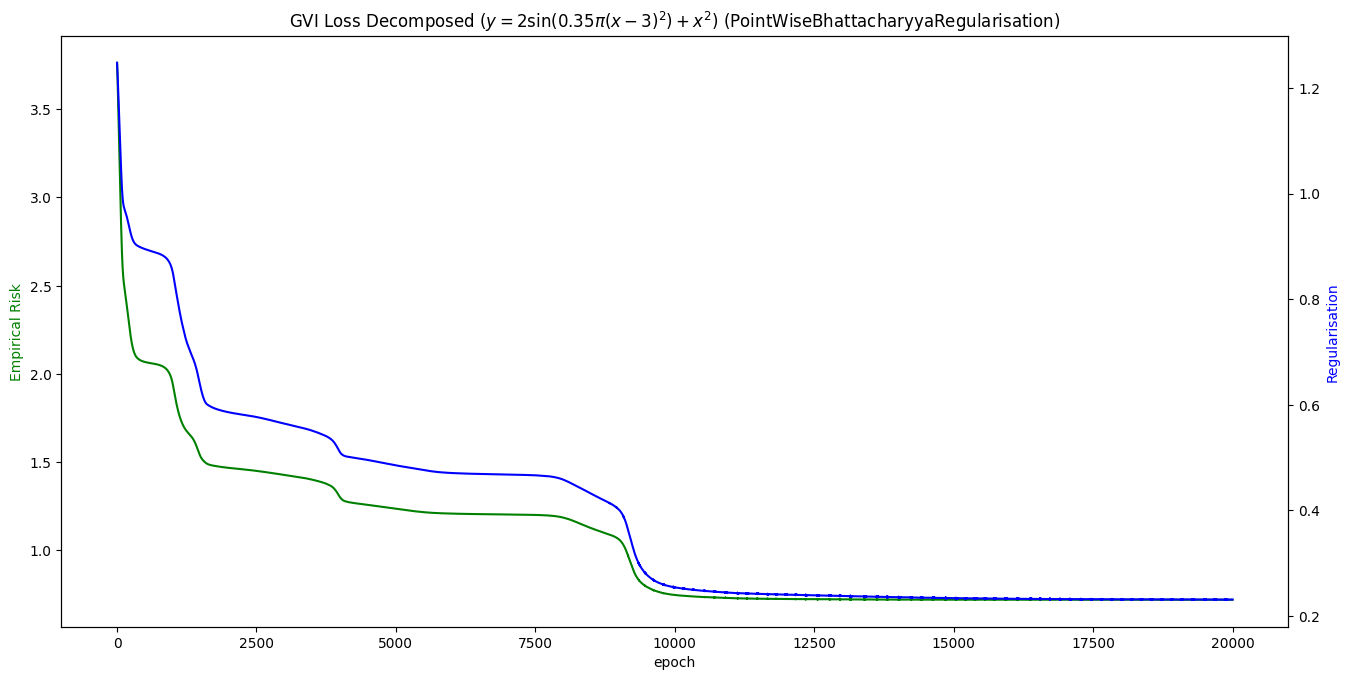 GVI Loss Decomposed (y = 2sin(0.35π(x − 3)²) + x²) (PointWiseBhattacharyyaRegularisation)
3.5
3.0
2.5
2.0
1.5
1.0
Empirical Risk
1.2
1.0
0.8
0.6
0.4
0.2
Regularisation
0 2500 5000 7500 10000 12500 15000 17500 20000
epoch